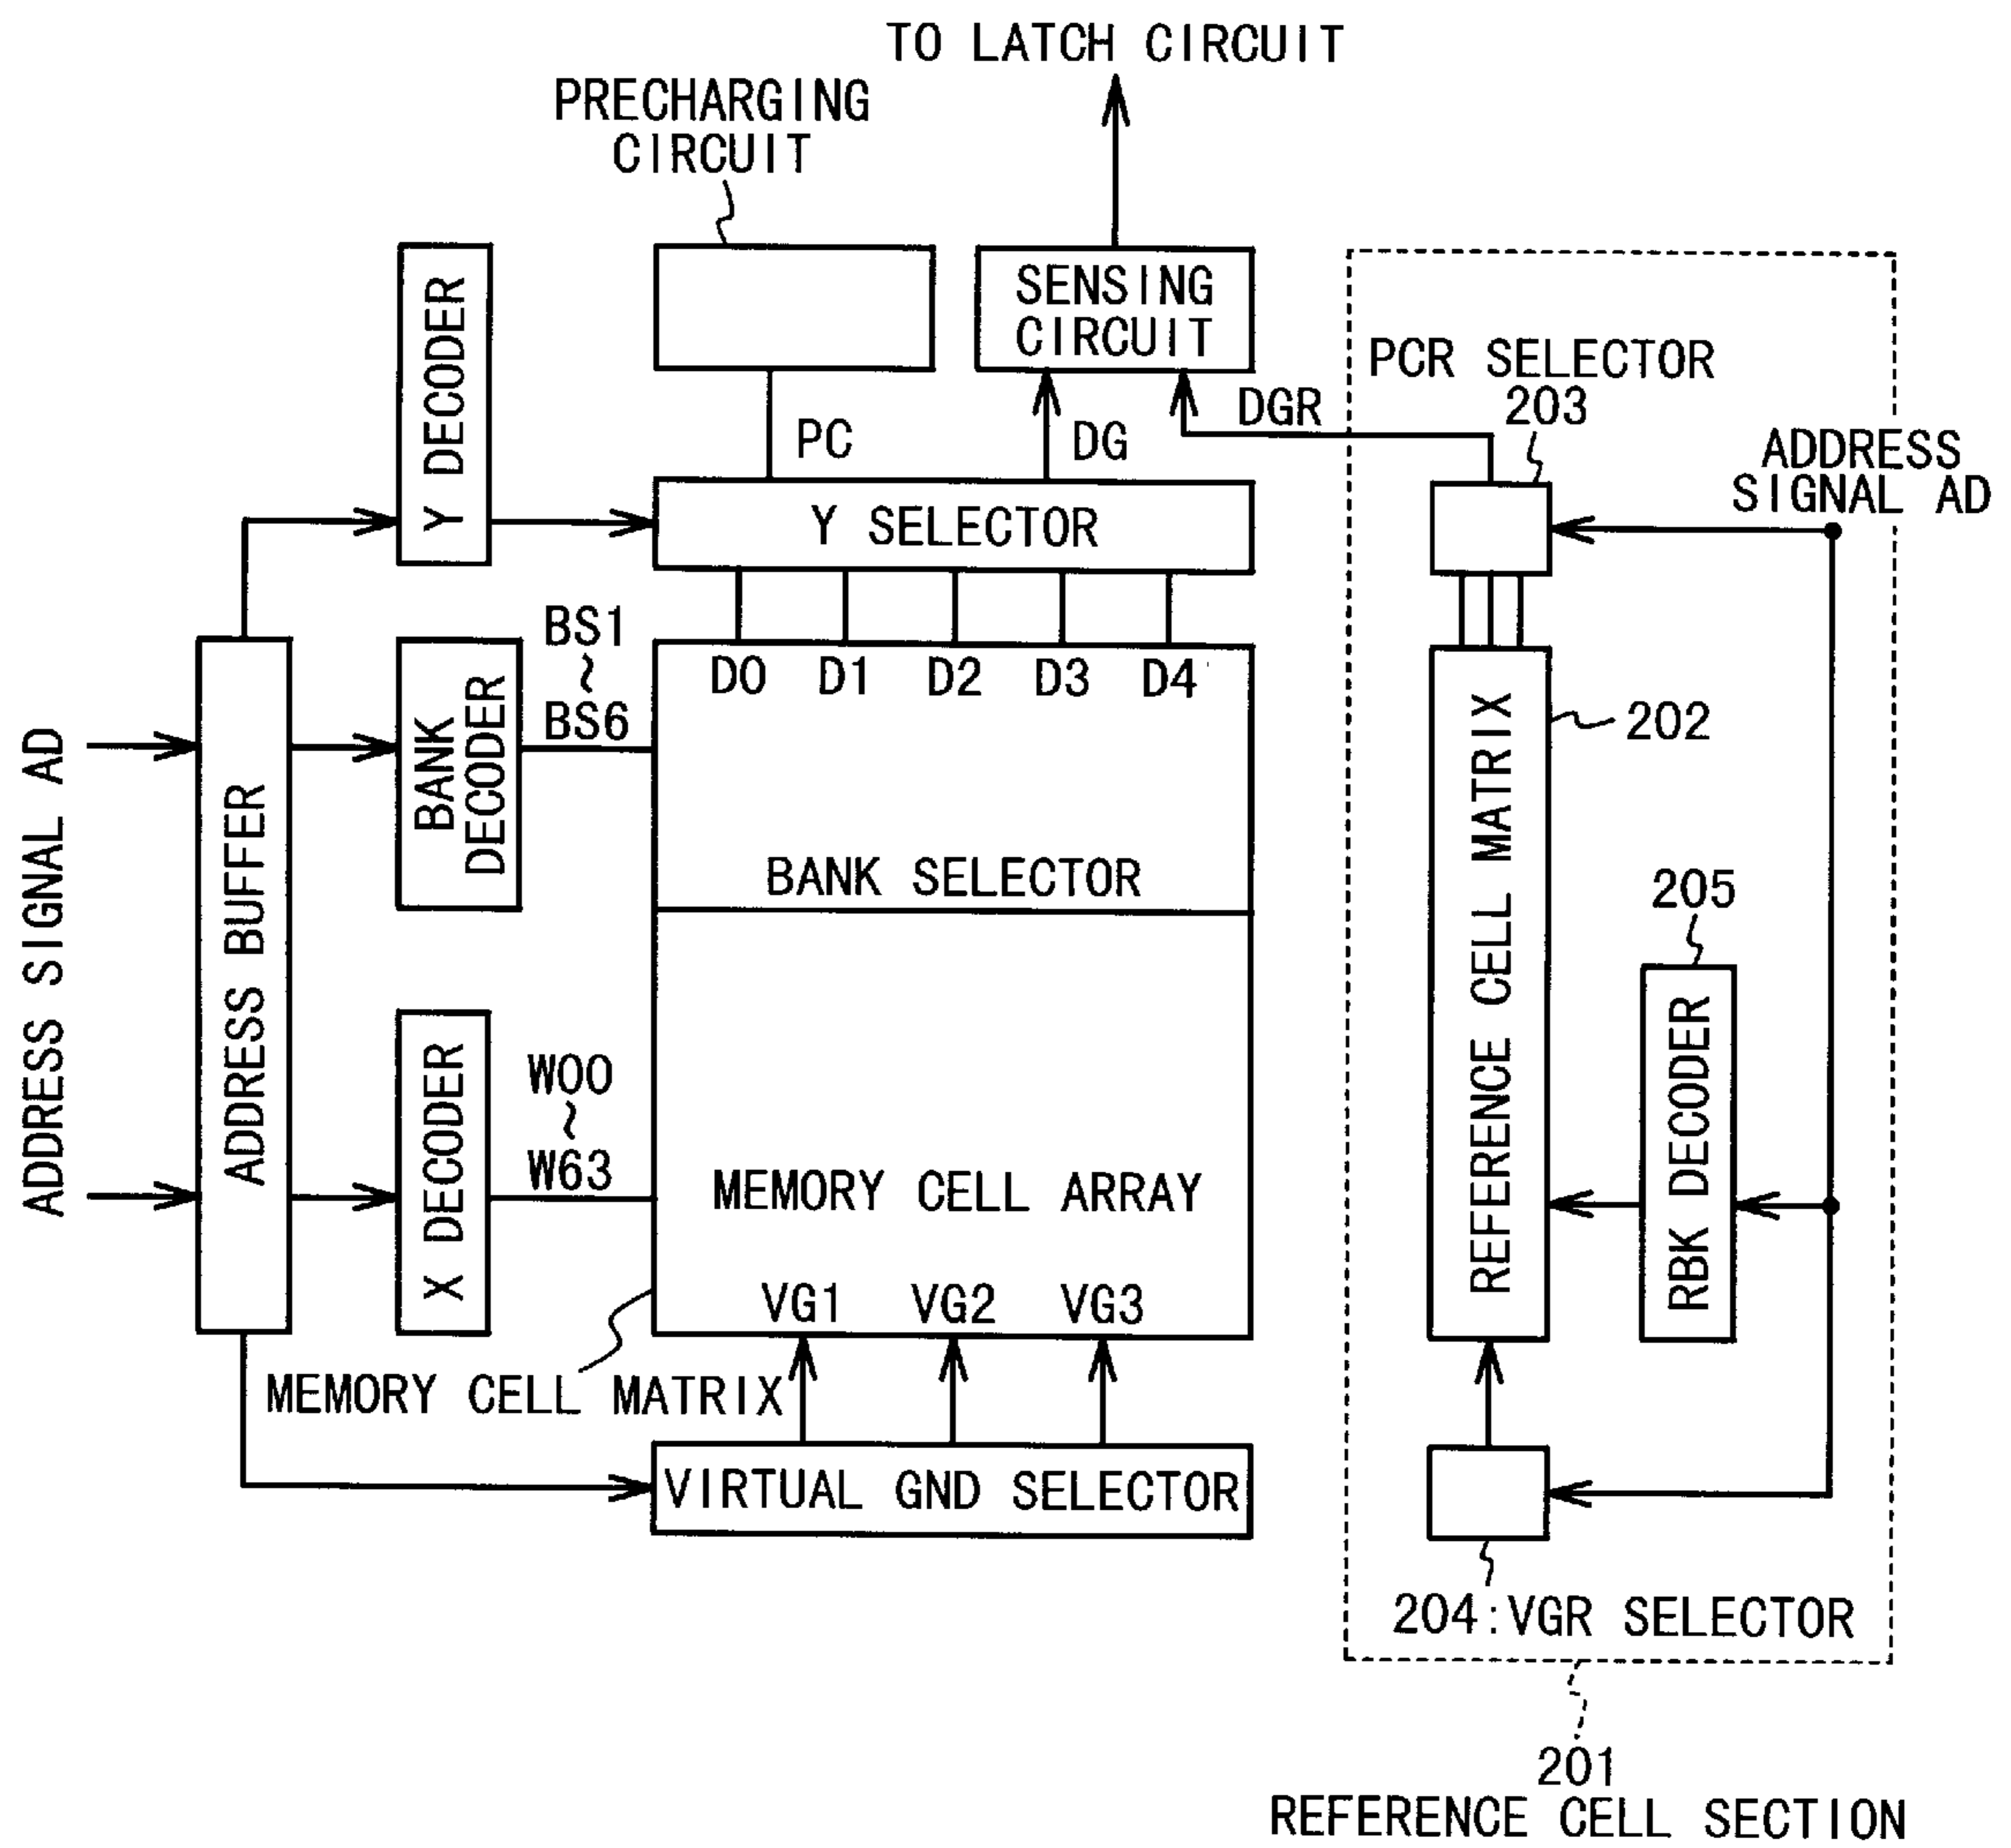 TO LATCH CIRCUIT
PRECHARGING
CIRCUIT
Y DECODER
SENSING
CIRCUIT
PC
DG
DGR
PCR SELECTOR
203
ADDRESS
SIGNAL AD
Y SELECTOR
BS1
~
BS6
D0 D1 D2 D3 D4
ADDRESS SIGNAL AD
ADDRESS BUFFER
BANK
DECODER
BANK SELECTOR
REFERENCE CELL MATRIX
202
205
RBK DECODER
X DECODER
W00
~
W63
MEMORY CELL ARRAY
VG1 VG2 VG3
MEMORY CELL MATRIX
VIRTUAL GND SELECTOR
204:VGR SELECTOR
201
REFERENCE CELL SECTION